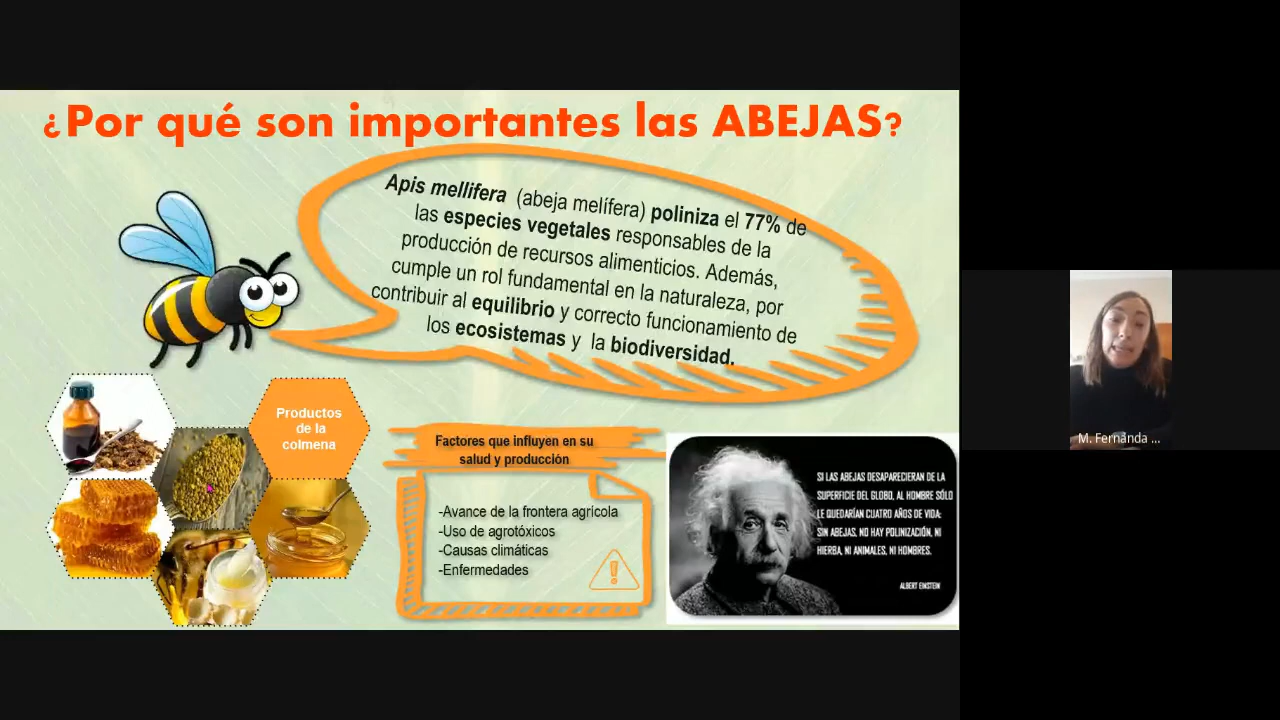 ¿Por qué son importantes las ABEJAS?
Apis mellifera (abeja melífera) poliniza el 77% de
las especies vegetales responsables de la
producción de recursos alimenticios. Además,
cumple un rol fundamental en la naturaleza, por
contribuir al equilibrio y correcto funcionamiento de
los ecosistemas y la biodiversidad.
Productos
de la
colmena
Factores que influyen en su
salud y producción
-Avance de la frontera agrícola
-Uso de agrotóxicos
-Causas climáticas
-Enfermedades
SI LAS ABEJAS DESAPARECIERAN DE LA
SUPERFICIE DEL GLOBO, AL HOMBRE SÓLO
LE QUEDARÍAN CUATRO AÑOS DE VIDA:
SIN ABEJAS, NO HAY POLINIZACIÓN, NI
HIERBA, NI ANIMALES, NI HOMBRES.
ALBERT EINSTEIN
M. Fernanda ...